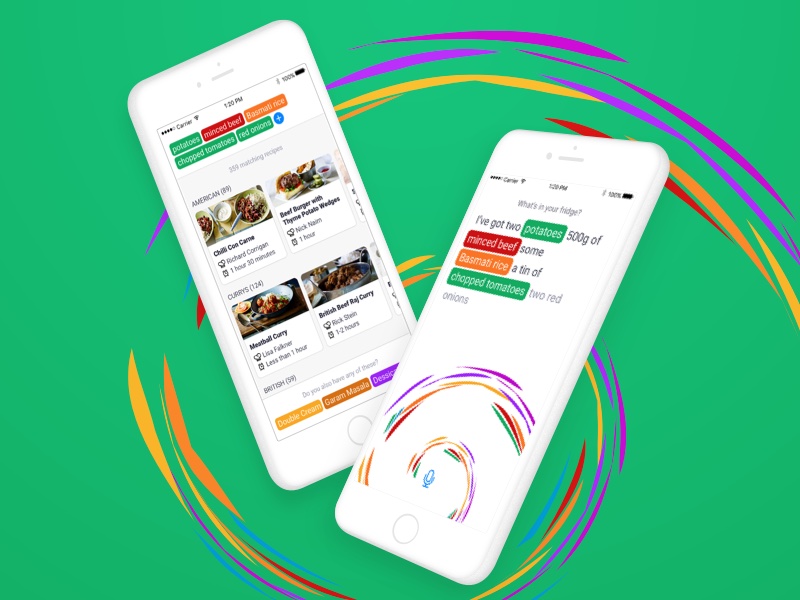 Carrier
1:20 PM
100%
potatoes minced beef Basmati rice
chopped tomatoes red onions +
359 matching recipes
AMERICAN (89)
Chilli Con Carne
Richard Corrigan
1 hour 30 minutes
Beef Burger with
Thyme Potato Wedges
Nick Nairn
1 hour
CURRYS (124)
Meatball Curry
Lisa Falkner
Less than 1 hour
British Beef Raj Curry
Rick Stein
1-2 hours
BRITISH (59)
Do you also have any of these?
Double Cream Garam Masala
Carrier
1:20 PM
100%
What's in your fridge?
I've got two potatoes 500g of
minced beef some
Basmati rice a tin of
chopped tomatoes two red
onions